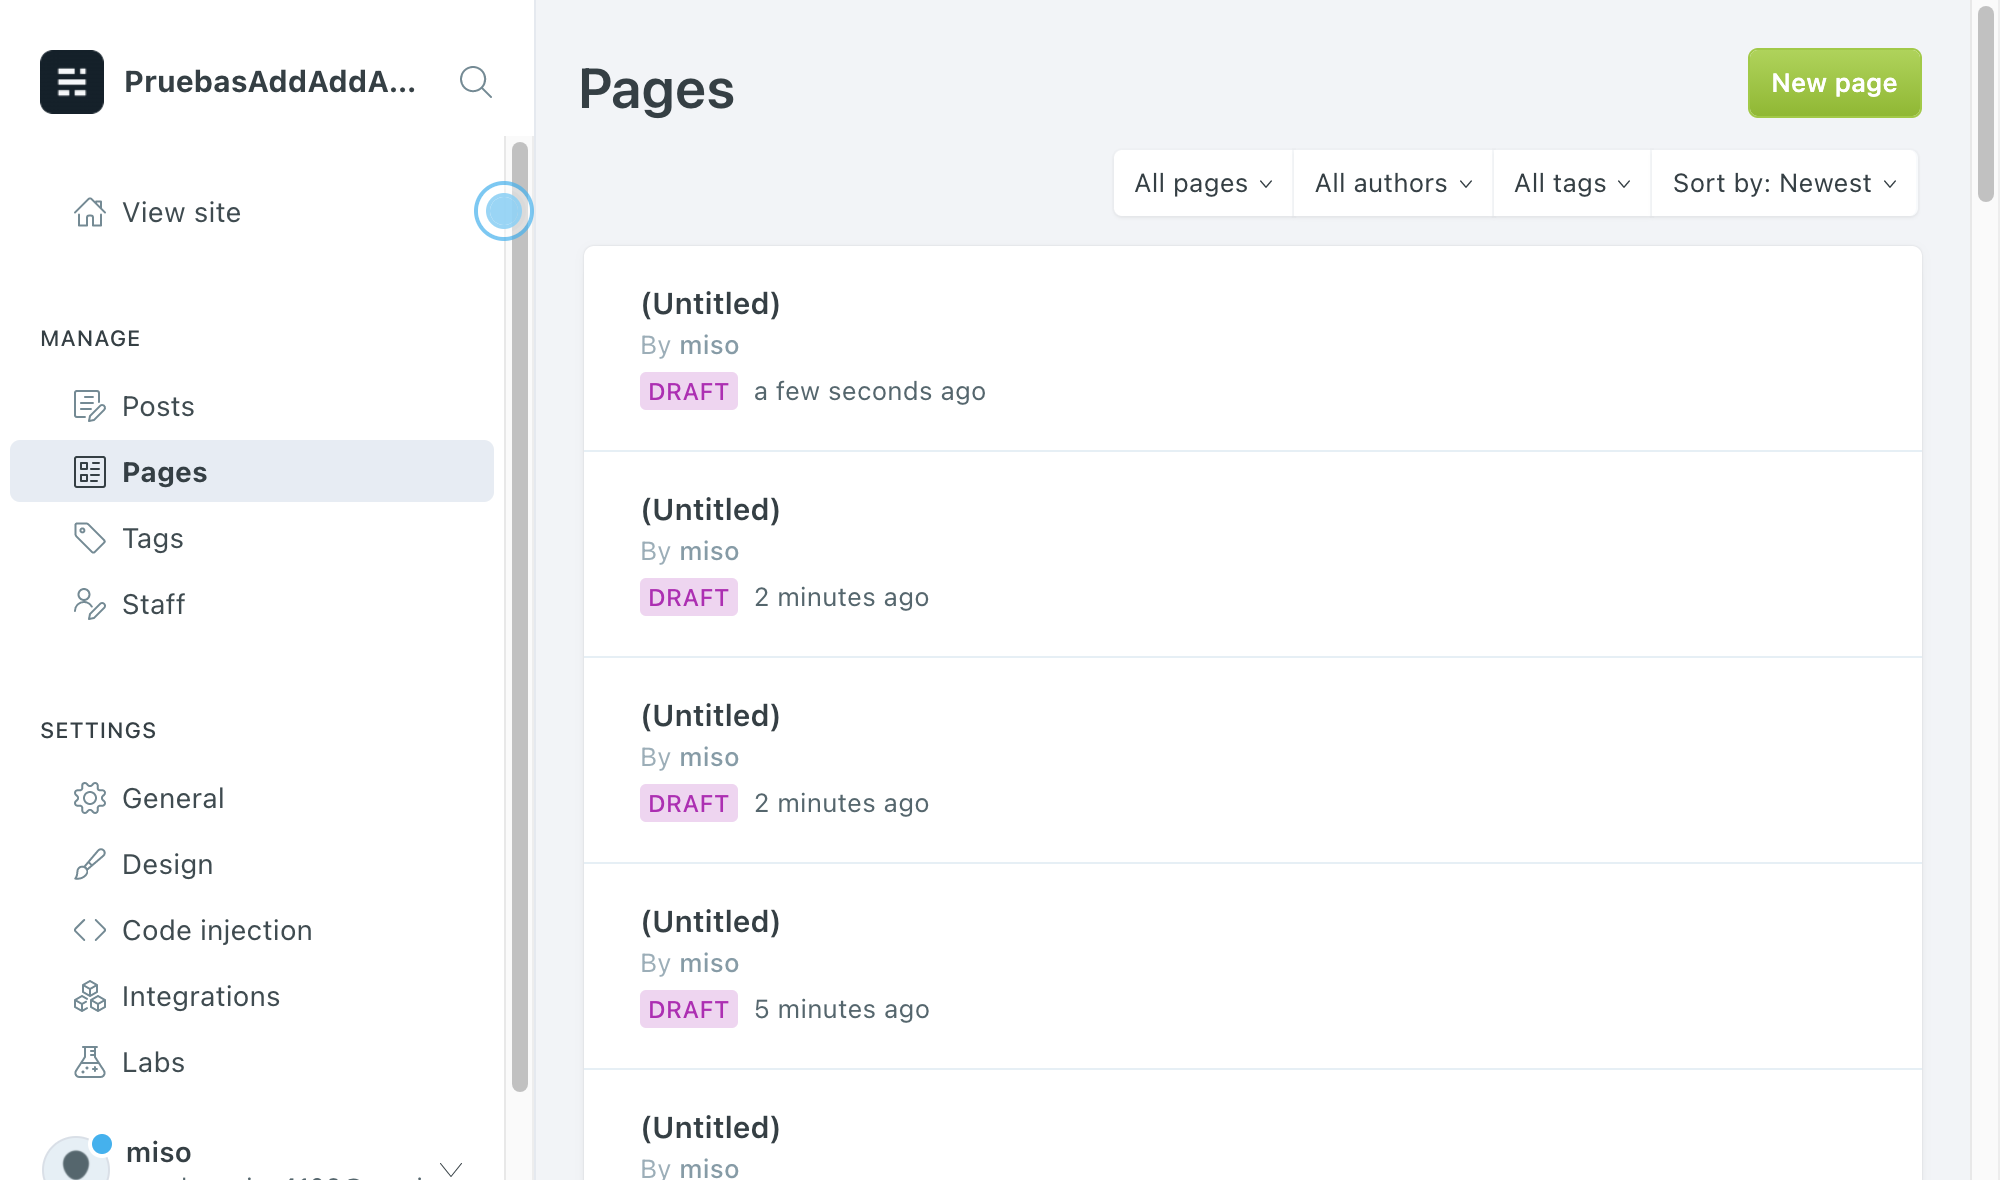 PruebasAddAddA...
View site
MANAGE
Posts
Pages
Tags
Staff
SETTINGS
General
Design
Code injection
Integrations
Labs
miso
Pages
New page
All pages
All authors
All tags
Sort by: Newest
(Untitled)
By miso
DRAFT a few seconds ago
(Untitled)
By miso
DRAFT 2 minutes ago
(Untitled)
By miso
DRAFT 2 minutes ago
(Untitled)
By miso
DRAFT 5 minutes ago
(Untitled)
By miso